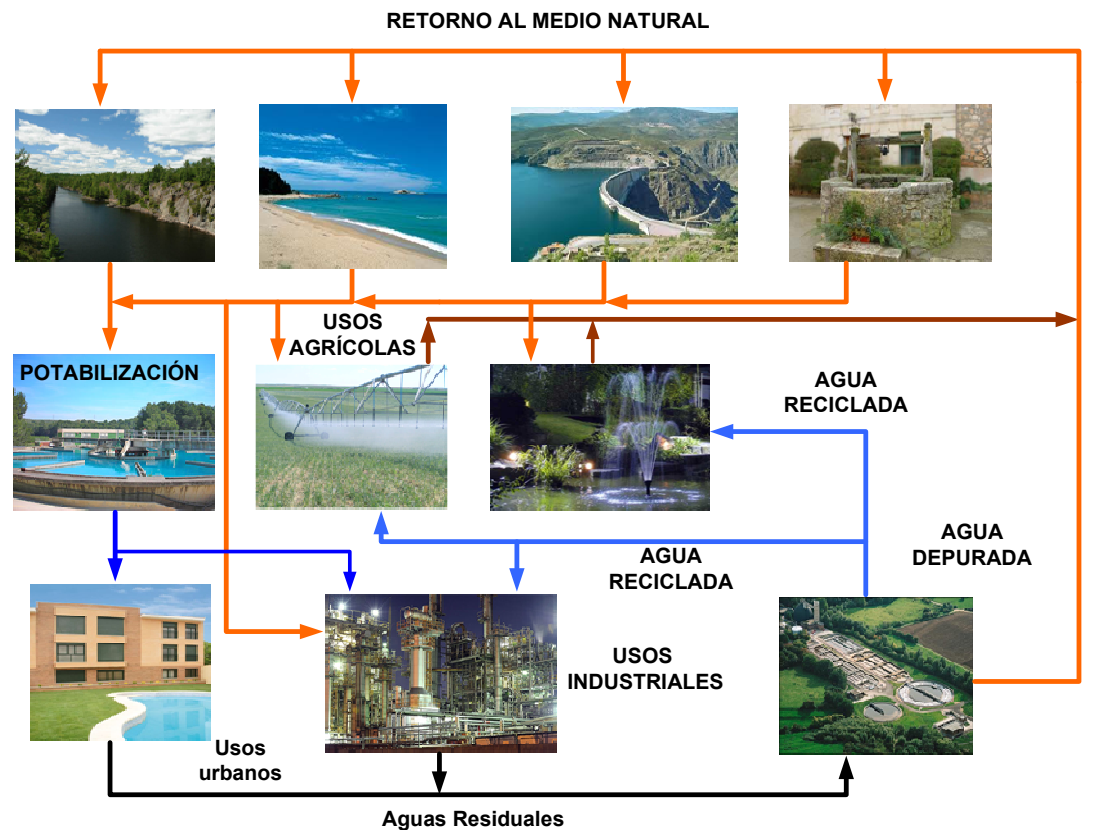 RETORNO AL MEDIO NATURAL
USOS
AGRÍCOLAS
POTABILIZACIÓN
AGUA
RECICLADA
AGUA
DEPURADA
AGUA
RECICLADA
USOS
INDUSTRIALES
Usos
urbanos
Aguas Residuales